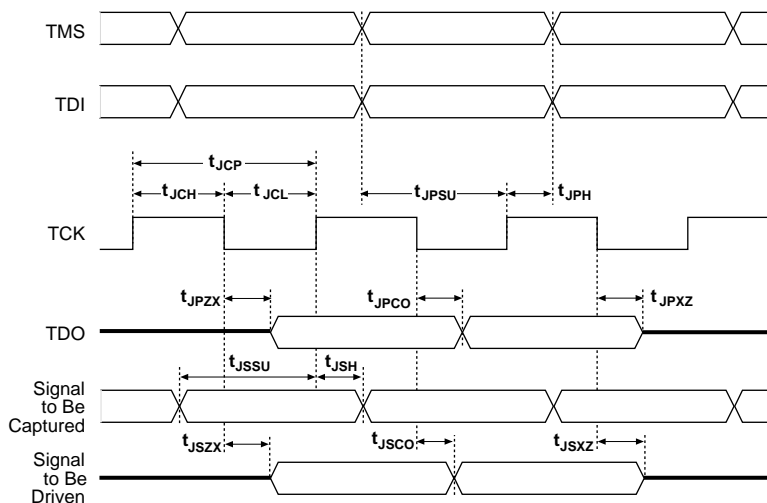 TMS
TDI
tJCP
tJCH
tJCL
tJPSU
tJPH
TCK
tJPZX
tJPCO
tJPXZ
TDO
tJSSU
tJSH
Signal
to Be
Captured
tJSZX
tJSCO
tJSXZ
Signal
to Be
Driven